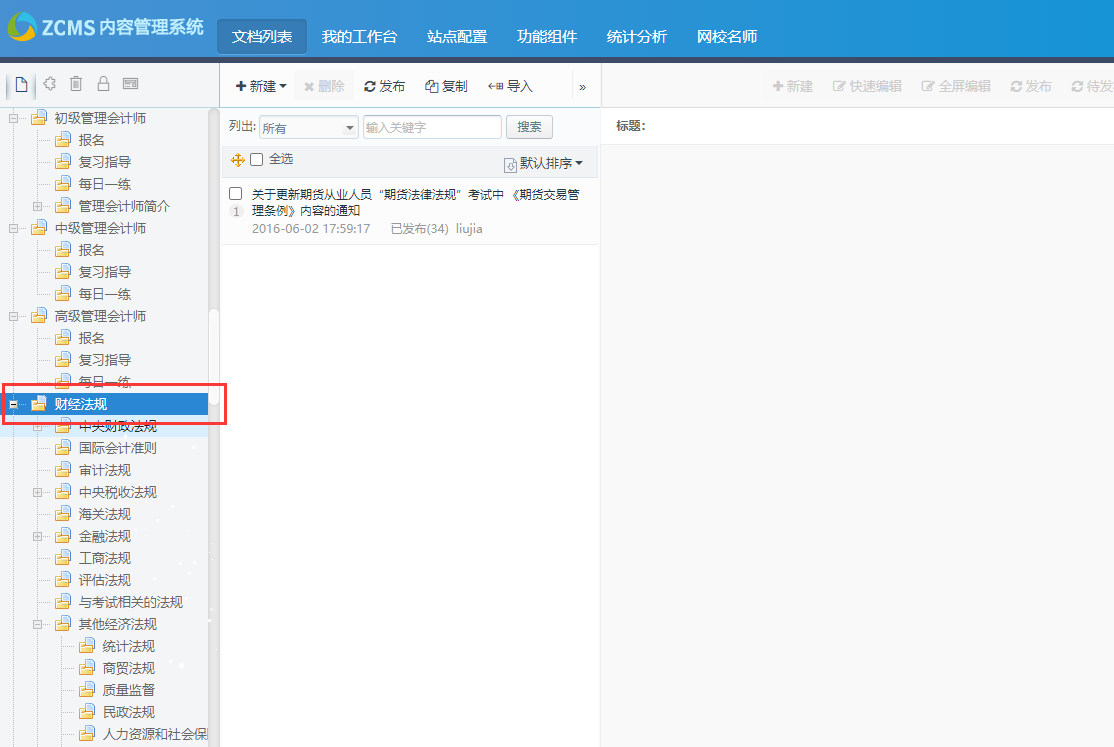 ZCMS 内容管理系统
文档列表 我的工作台 站点配置 功能组件 统计分析 网校名师
新建 删除 发布 复制 导入 »
新建 快速编辑 全屏编辑 发布 待发
初级管理会计师
报名
复习指导
每日一练
管理会计师简介
中级管理会计师
报名
复习指导
每日一练
高级管理会计师
报名
复习指导
每日一练
财经法规
中央财政法规
国际会计准则
审计法规
中央税收法规
海关法规
金融法规
工商法规
评估法规
与考试相关的法规
其他经济法规
统计法规
商贸法规
质量监督
民政法规
人力资源和社会保
列出: 所有 输入关键字 搜索
全选 默认排序
关于更新期货从业人员“期货法律法规”考试中《期货交易管
1 理条例》内容的通知
2016-06-02 17:59:17 已发布(34) liujia
标题: